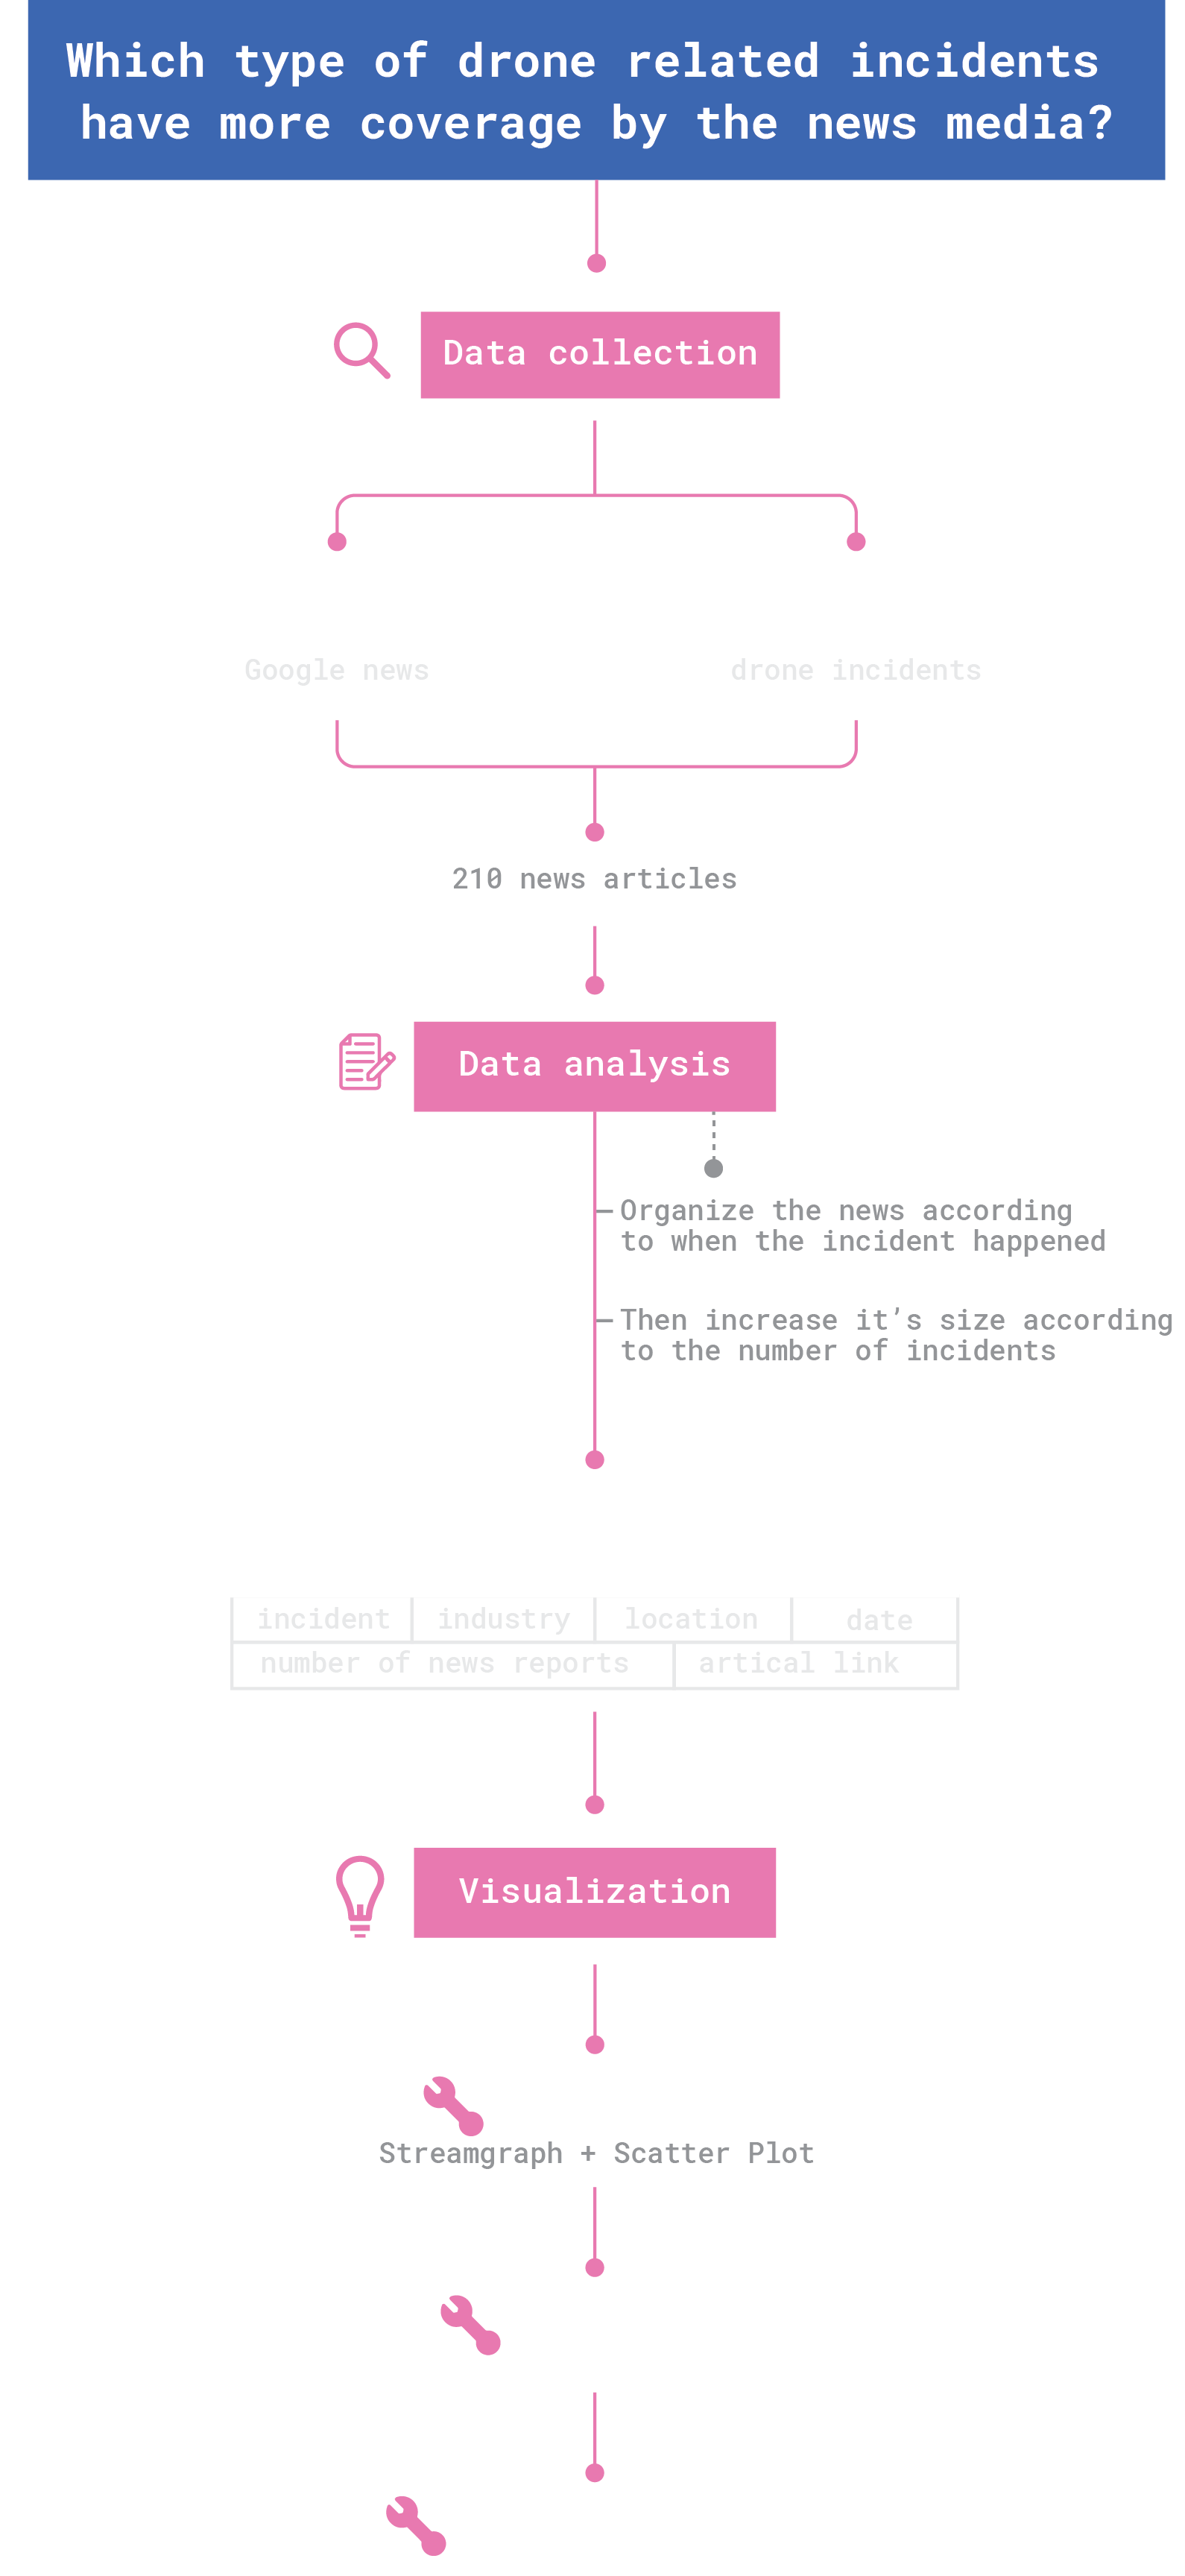 Which type of drone related incidents
have more coverage by the news media?
Data collection
Google news
drone incidents
210 news articles
Data analysis
Organize the news according
to when the incident happened
Then increase it’s size according
to the number of incidents
incident
industry
location
date
number of news reports
artical link
Visualization
Streamgraph + Scatter Plot